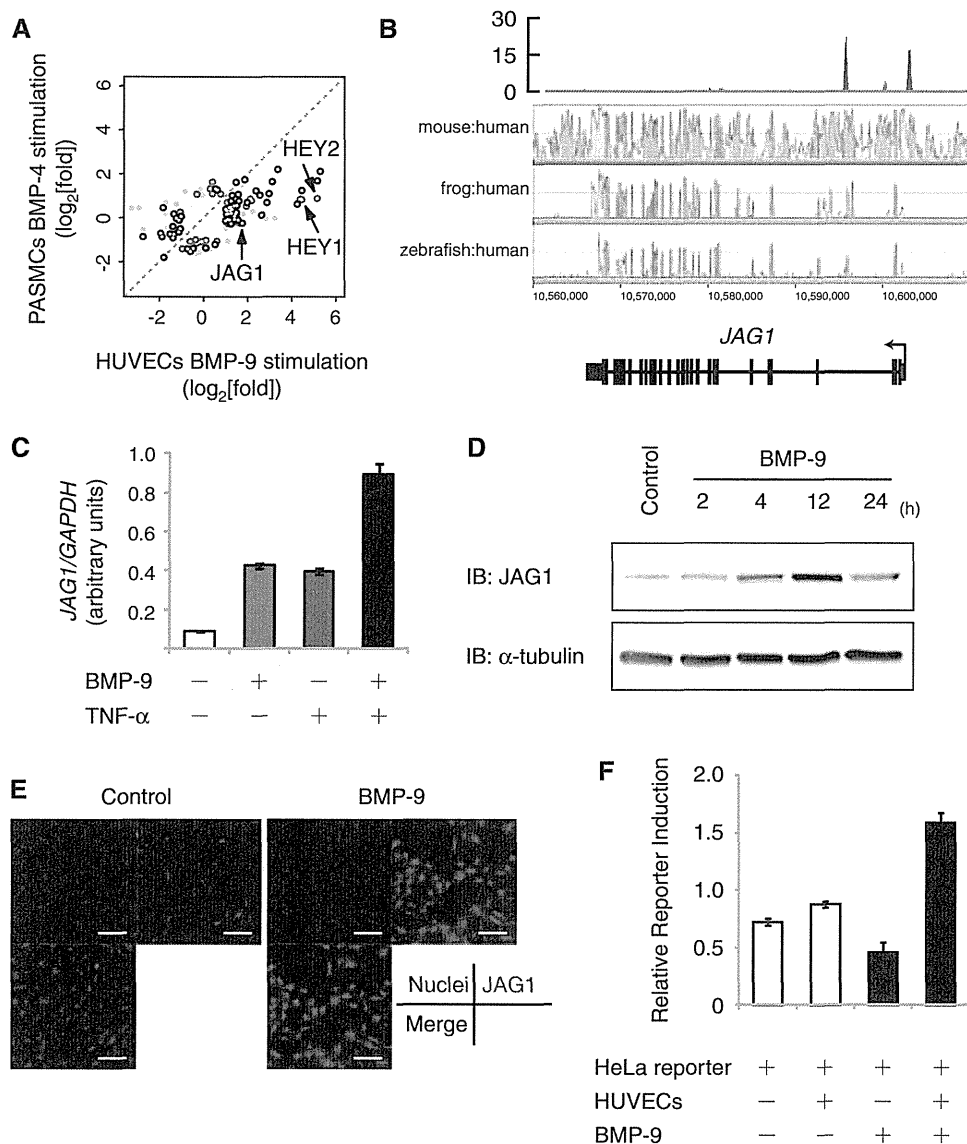 A
PASMCs BMP-4 stimulation
(log2[fold])
6
4
2
0
-2
HEY2
HEY1
JAG1
-2 0 2 4 6
HUVECs BMP-9 stimulation
(log2[fold])
B
30
15
0
mouse:human
frog:human
zebrafish:human
10,560,000 10,570,000 10,580,000 10,590,000 10,600,000
JAG1
C
JAG1/GAPDH
(arbitrary units)
1.0
0.8
0.6
0.4
0.2
BMP-9 − + − +
TNF-α − − + +
D
Control
BMP-9
2 4 12 24 (h)
IB: JAG1
IB: α-tubulin
E
Control BMP-9
Nuclei JAG1
Merge
F
Relative Reporter Induction
2.0
1.5
1.0
0.5
0
HeLa reporter + + + +
HUVECs − + − +
BMP-9 − − + +